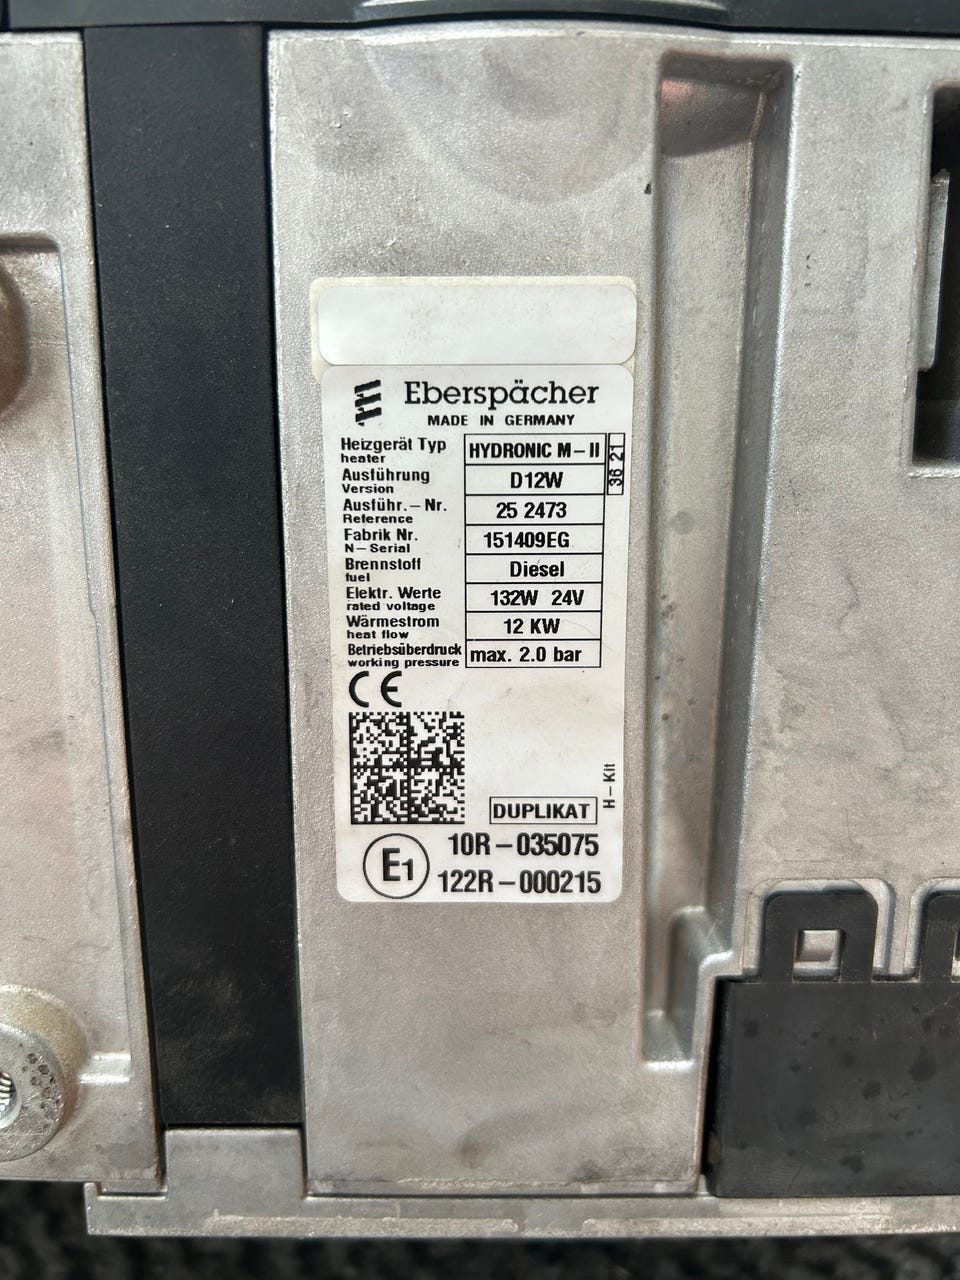 Eberspächer
MADE IN GERMANY
Heizgerät Typ HYDRONIC M–II
heater
36 21
Ausführung D12W
Version
Ausführ.–Nr. 25 2473
Reference
Fabrik Nr. 151409EG
N–Serial
Brennstoff Diesel
fuel
Elektr. Werte 132W 24V
rated voltage
Wärmestrom 12 KW
heat flow
Betriebsüberdruck max. 2.0 bar
working pressure
CE
H–Kit
DUPLIKAT
E1
10R–035075
122R–000215